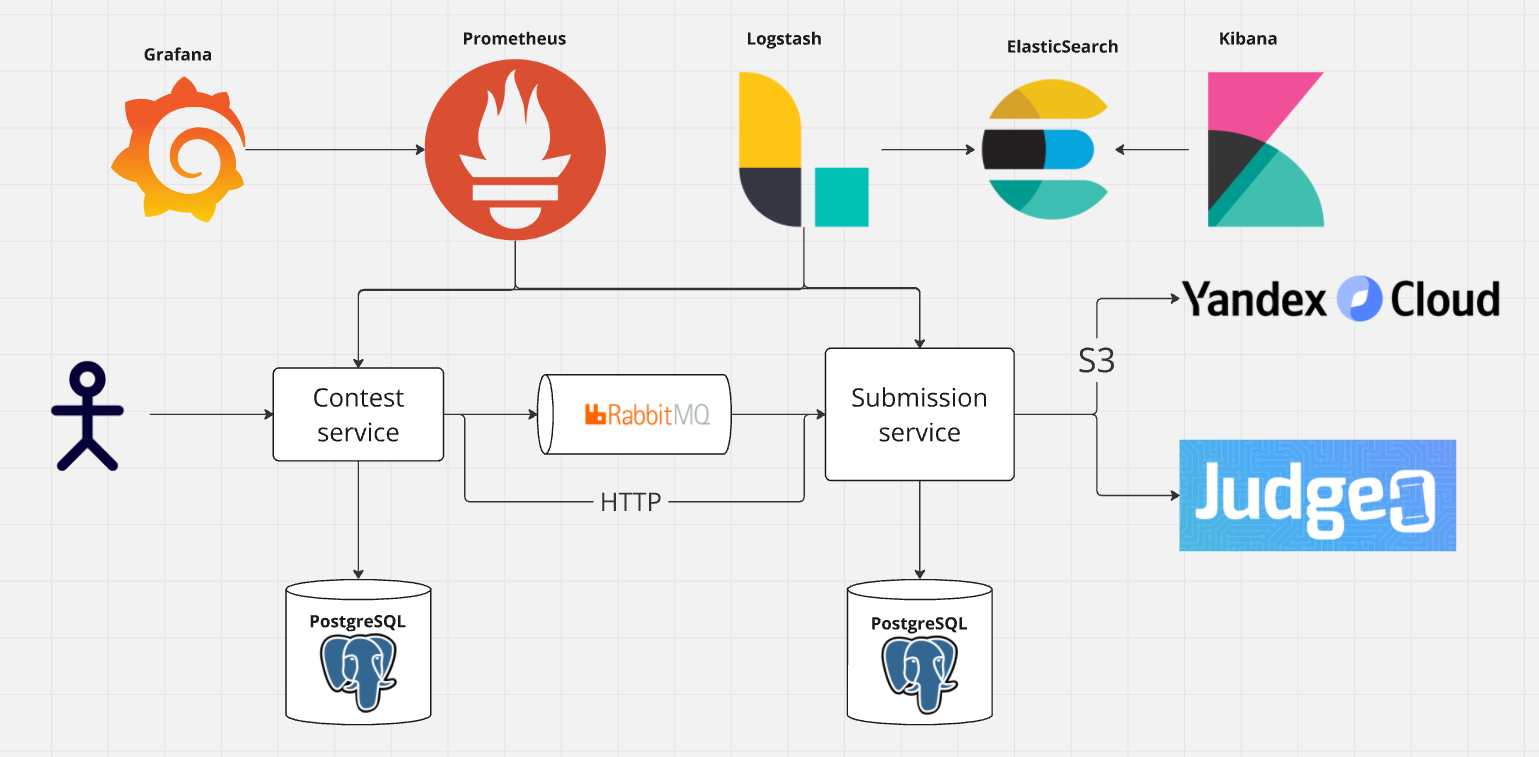 Grafana
Prometheus
Logstash
ElasticSearch
Kibana
Yandex Cloud
S3
Contest
service
RabbitMQ
Submission
service
HTTP
Judge0
PostgreSQL
PostgreSQL